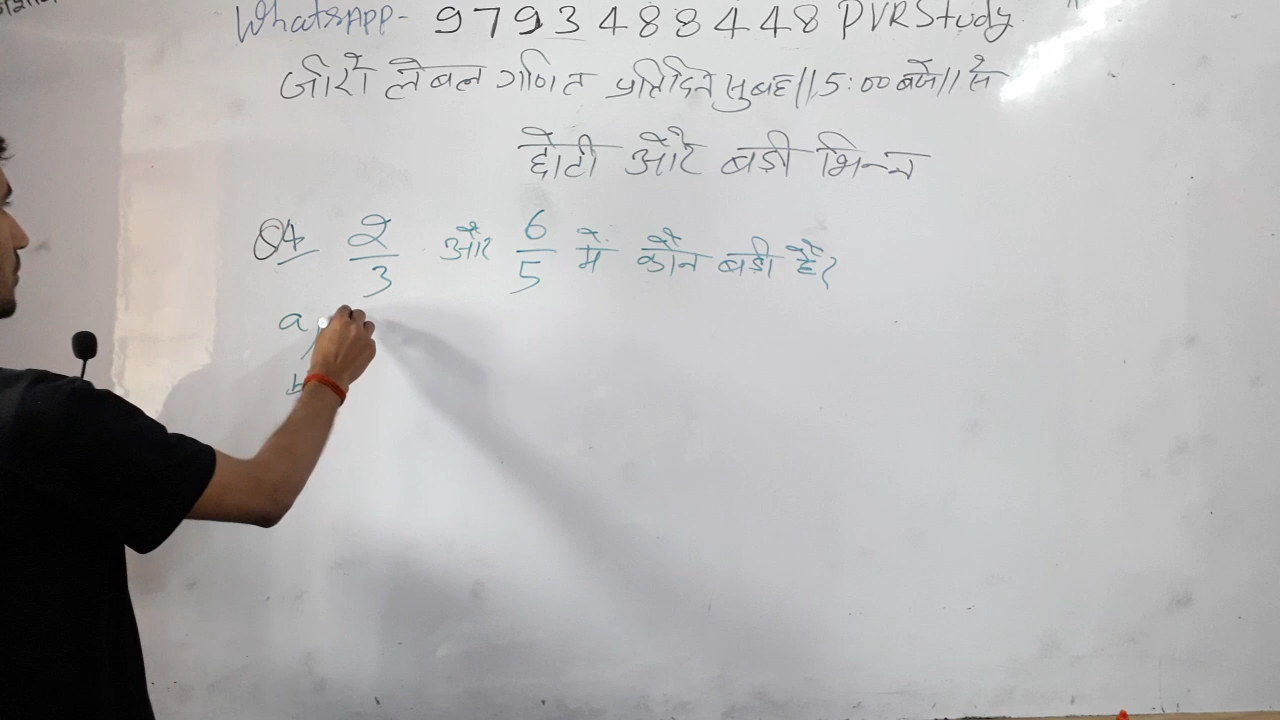 WhatsAPP- 9793488448 PVRStudy
जीरो लेबल गणित प्रतिदिन सुबह // 5:00 बजे // से
छोटी और बड़ी भिन्न
Q4 2/3 और 6/5 में कौन बड़ी है?
a)
b